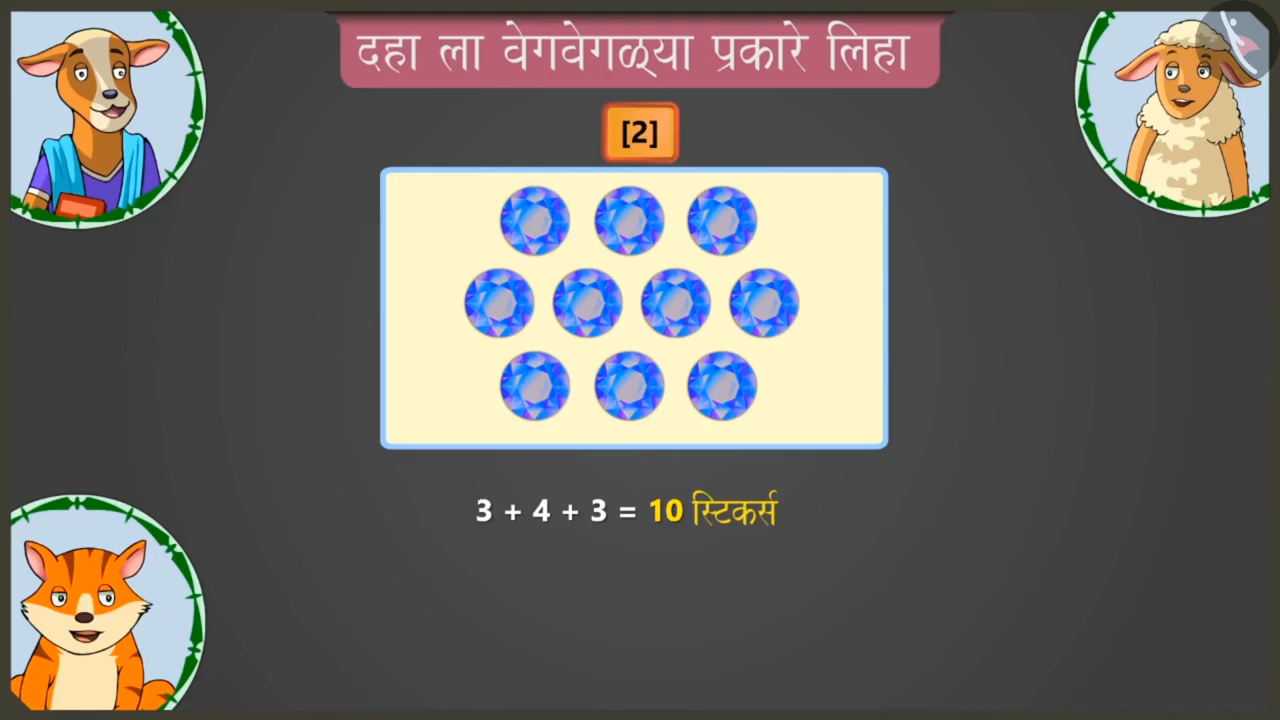 दहा ला वेगवेगळ्या प्रकारे लिहा
[2]
3 + 4 + 3 = 10 स्टिकर्स